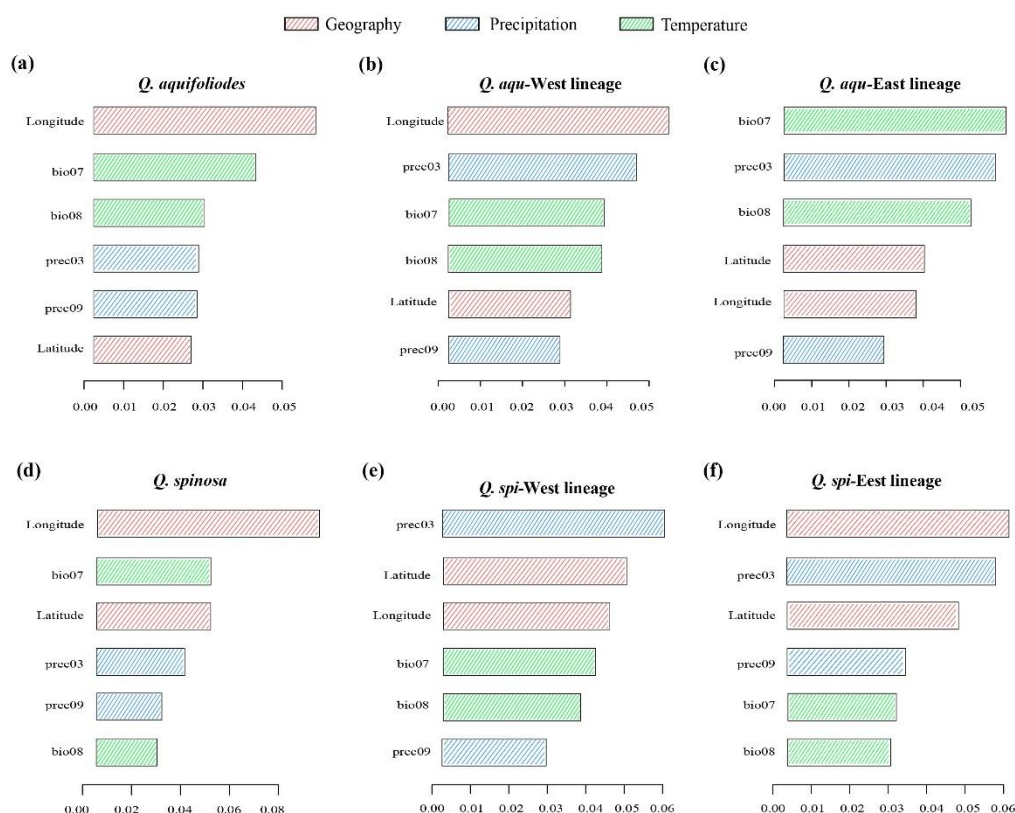 Geography Precipitation Temperature
(a) (b) (c)
Q. aquifoliodes Q. aqu-West lineage Q. aqu-East lineage
Longitude
bio07
bio08
prec03
prec09
Latitude
0.00 0.01 0.02 0.03 0.04 0.05
Longitude
prec03
bio07
bio08
Latitude
prec09
0.00 0.01 0.02 0.03 0.04 0.05
bio07
prec03
bio08
Latitude
Longitude
prec09
0.00 0.01 0.02 0.03 0.04 0.05
(d) (e) (f)
Q. spinosa Q. spi-West lineage Q. spi-Eest lineage
Longitude
bio07
Latitude
prec03
prec09
bio08
0.00 0.02 0.04 0.06 0.08
prec03
Latitude
Longitude
bio07
bio08
prec09
0.00 0.01 0.02 0.03 0.04 0.05 0.06
Longitude
prec03
Latitude
prec09
bio07
bio08
0.00 0.01 0.02 0.03 0.04 0.05 0.06